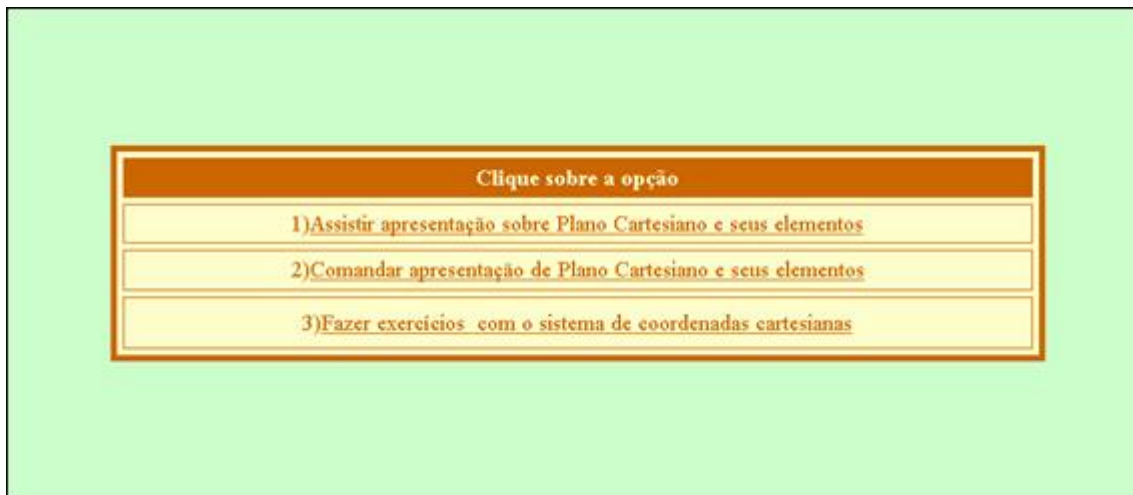 Clique sobre a opção
1)Assistir apresentação sobre Plano Cartesiano e seus elementos
2)Comandar apresentação de Plano Cartesiano e seus elementos
3)Fazer exercícios com o sistema de coordenadas cartesianas